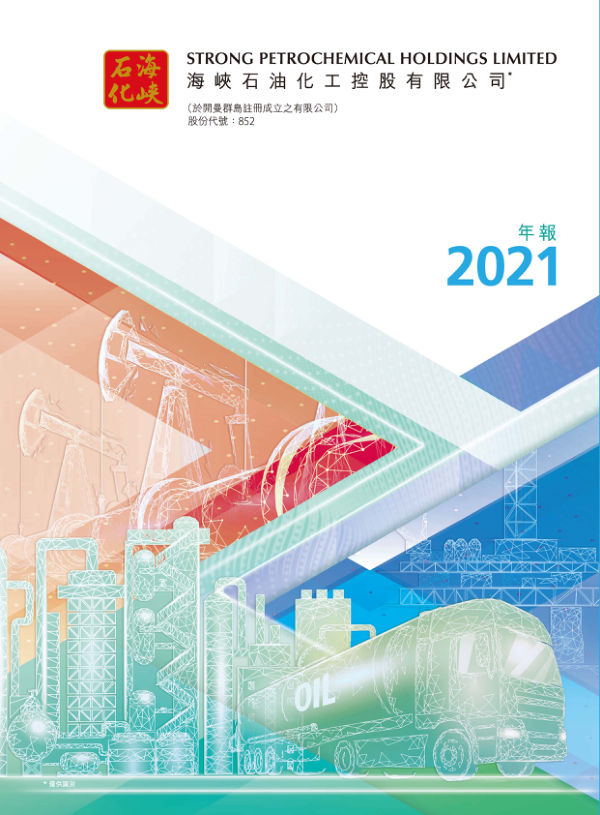 海峽
石化
STRONG PETROCHEMICAL HOLDINGS LIMITED
海峽石油化工控股有限公司*
(於開曼群島註冊成立之有限公司)
股份代號：852
年報
2021
OIL
* 僅供識別